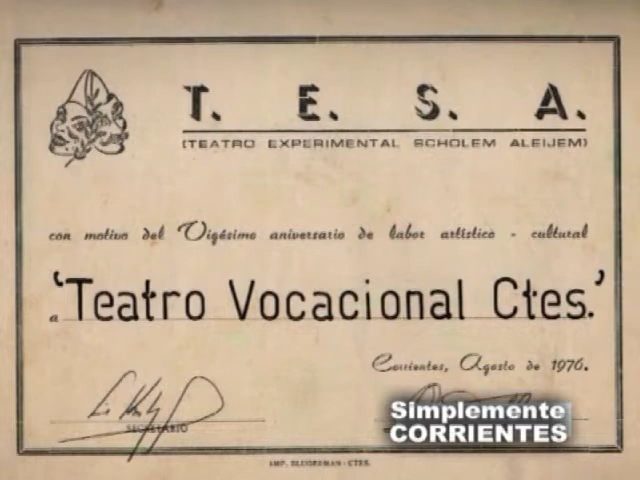 T. E. S. A.
(TEATRO EXPERIMENTAL SCHOLEM ALEIJEM)
con motivo del Vigésimo aniversario de labor artístico - cultural
a 'Teatro Vocacional Ctes.'
Corrientes, Agosto de 1976.
SECRETARIO
Simplemente
CORRIENTES
IMP. BLUGERMAN - CTES.